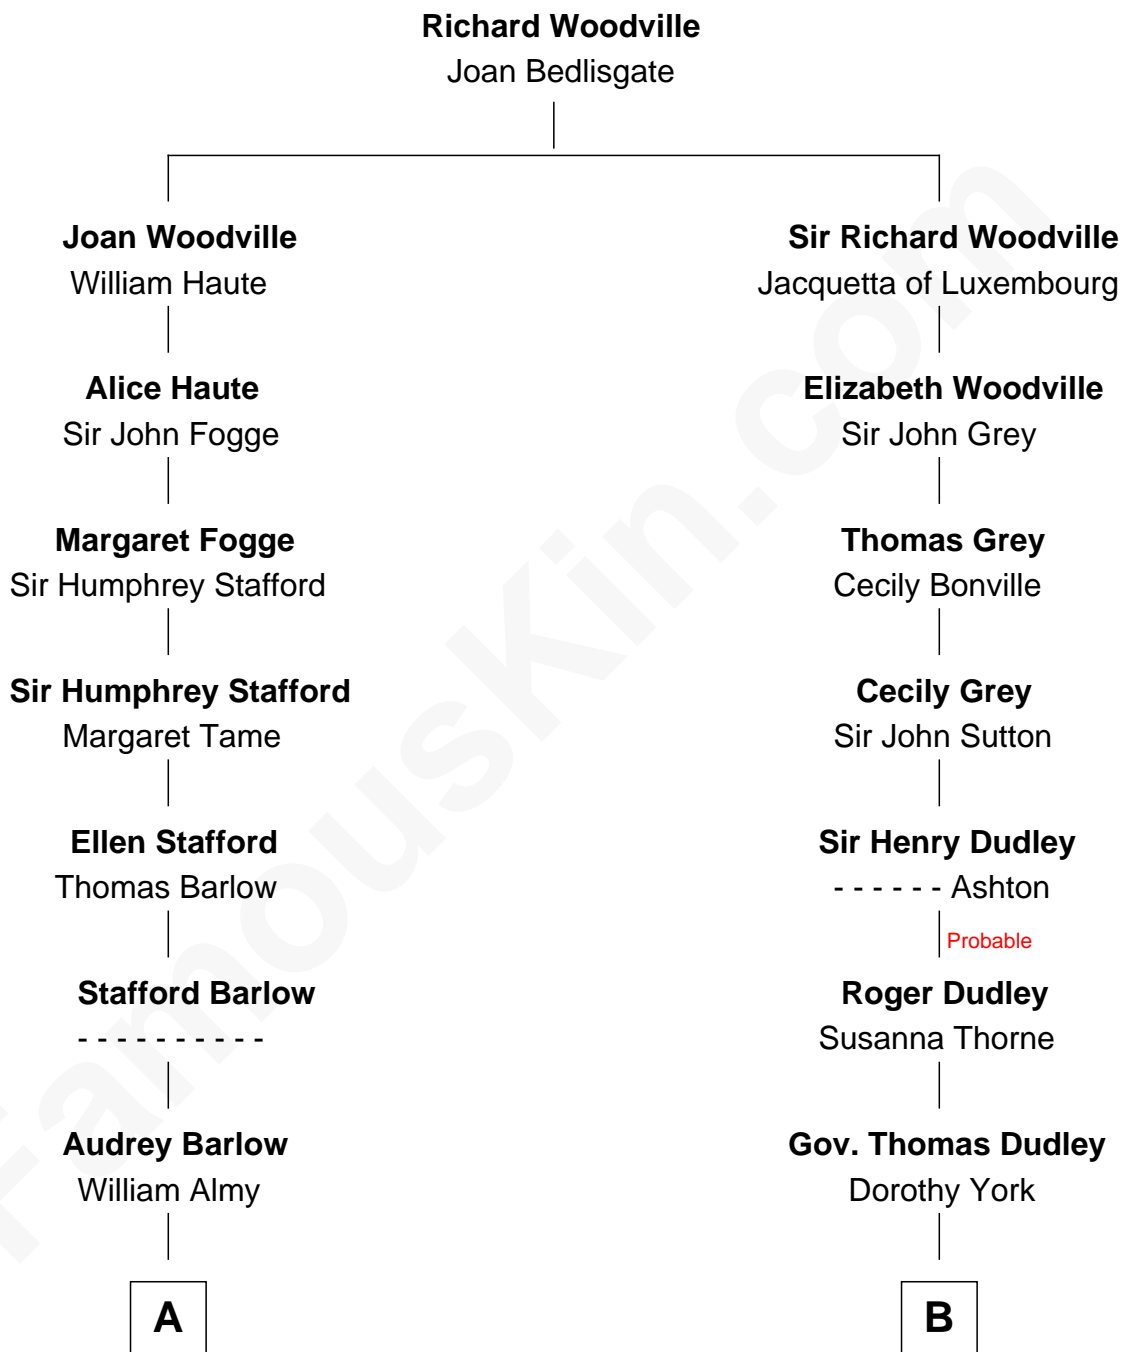 Richard Woodville
Joan Bedlisgate
Joan Woodville
William Haute
Sir Richard Woodville
Jacquetta of Luxembourg
Alice Haute
Sir John Fogge
Elizabeth Woodville
Sir John Grey
Margaret Fogge
Sir Humphrey Stafford
Thomas Grey
Cecily Bonville
Sir Humphrey Stafford
Margaret Tame
Cecily Grey
Sir John Sutton
Ellen Stafford
Thomas Barlow
Sir Henry Dudley
- - - - - - Ashton
Probable
Stafford Barlow
- - - - - - - - - -
Roger Dudley
Susanna Thorne
Audrey Barlow
William Almy
Gov. Thomas Dudley
Dorothy York
A
B
FamousKin.com